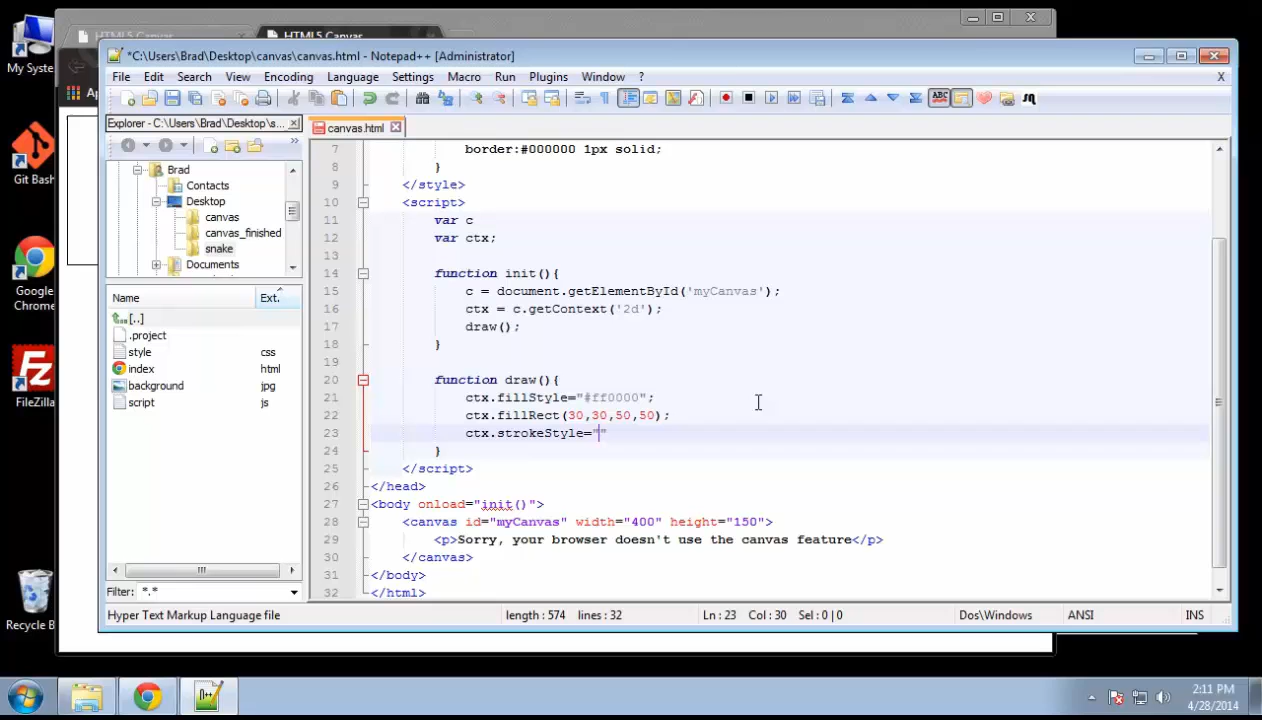 HTML5 Canvas
HTML5 Canvas
*C:\Users\Brad\Desktop\canvas\canvas.html - Notepad++ [Administrator]
File Edit Search View Encoding Language Settings Macro Run Plugins Window ? X
My Syste
Ap
Explorer - C:\Users\Brad\Desktop\s...
canvas.html
Brad
Contacts
Desktop
canvas
canvas_finished
snake
Documents
Git Bash
Name Ext.
[..]
.project
style css
index html
background jpg
script js
Google
Chrome
FileZilla
Recycle B
Filter: *.*
7 border:#000000 1px solid;
8 }
9 </style>
10 <script>
11 var c
12 var ctx;
13
14 function init(){
15 c = document.getElementById('myCanvas');
16 ctx = c.getContext('2d');
17 draw();
18 }
19
20 function draw(){
21 ctx.fillStyle="#ff0000";
22 ctx.fillRect(30,30,50,50);
23 ctx.strokeStyle=""
24 }
25 </script>
26 </head>
27 <body onload="init()">
28 <canvas id="myCanvas" width="400" height="150">
29 <p>Sorry, your browser doesn't use the canvas feature</p>
30 </canvas>
31 </body>
32 </html>
Hyper Text Markup Language file length : 574 lines : 32 Ln : 23 Col : 30 Sel : 0 | 0 Dos\Windows ANSI INS
2:11 PM
4/28/2014